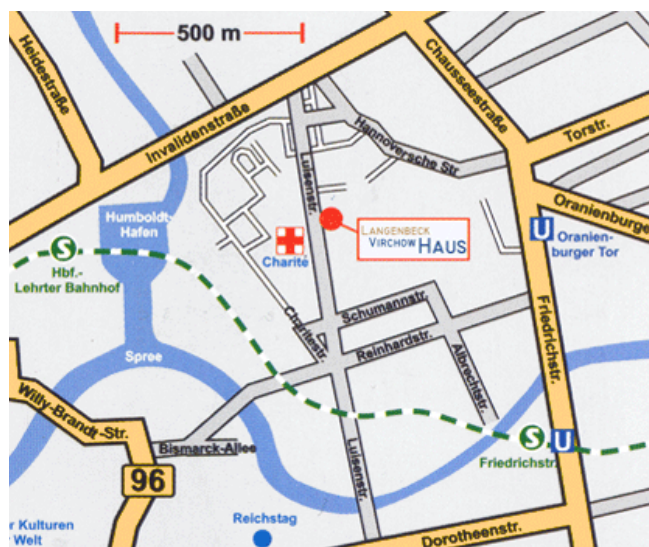 500 m
Heidestraße
Invalidenstraße
Chausseestraße
Hannoversche Str.
Torstr.
Oranienburger
Luisenstr.
LANGENBECK
VIRCHOW HAUS
Humboldt-
Hafen
S
Hbf.-
Lehrter Bahnhof
Charité
U
Oranien-
burger Tor
Schumannstr.
Charitestr.
Reinhardstr.
Albrechtstr.
Friedrichstr.
Spree
Willy-Brandt-Str.
Bismarck-Allee
Luisenstr.
S
U
Friedrichstr.
96
Reichstag
Dorotheenstr.
r Kulturen
r Welt